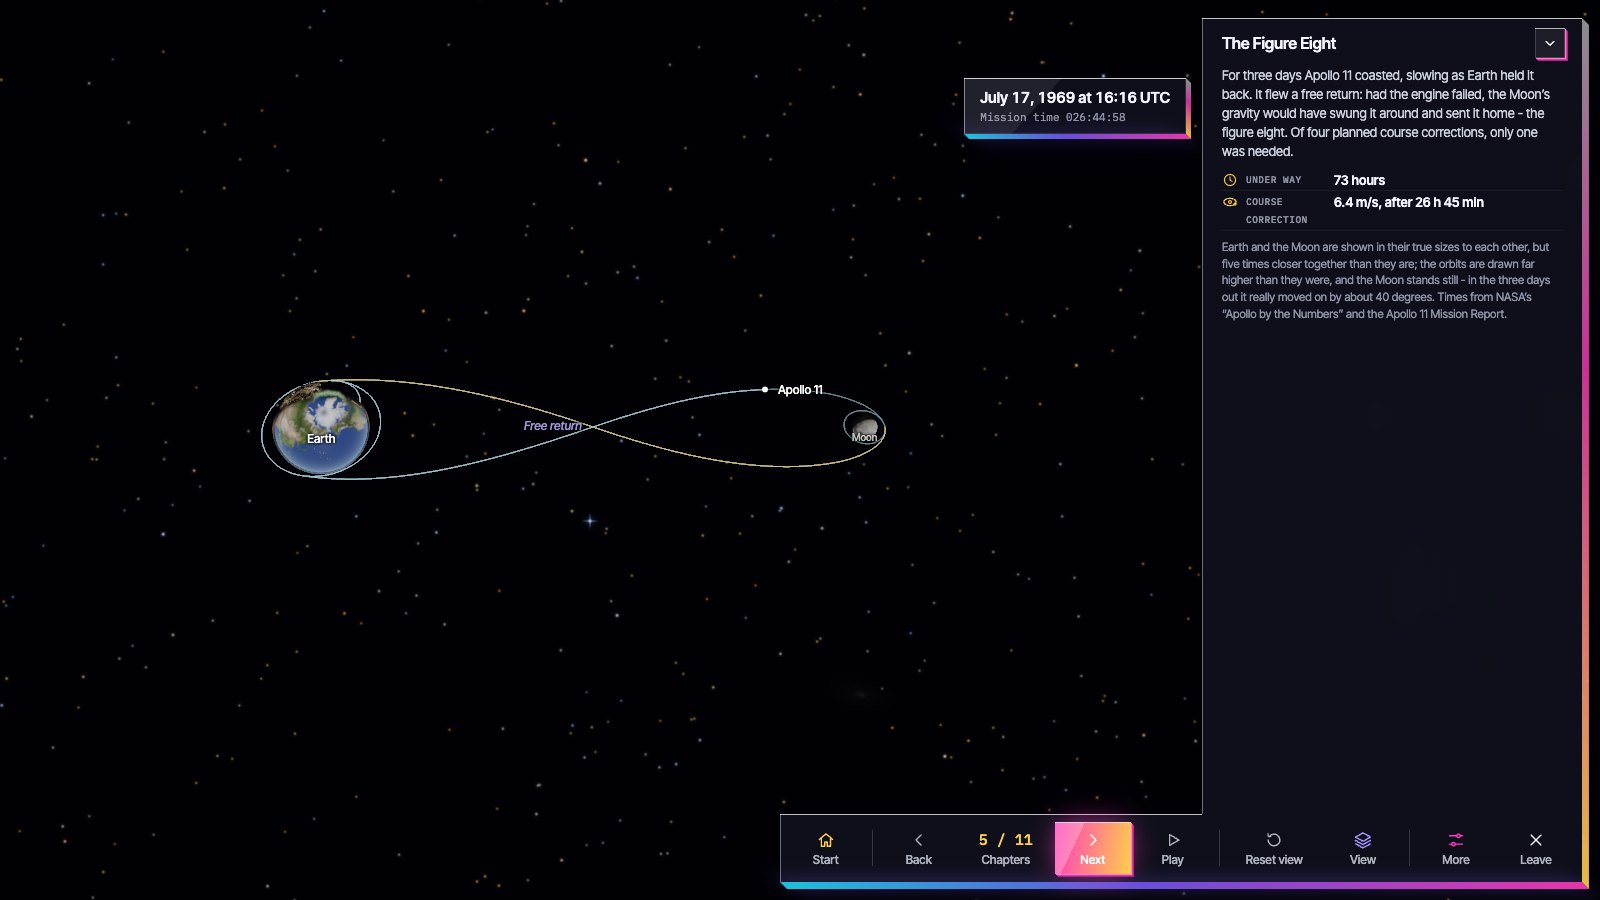 The Figure Eight
For three days Apollo 11 coasted, slowing as Earth held it
back. It flew a free return: had the engine failed, the Moon's
gravity would have swung it around and sent it home - the
figure eight. Of four planned course corrections, only one
was needed.
UNDER WAY 73 hours
COURSE CORRECTION 6.4 m/s, after 26 h 45 min
Earth and the Moon are shown in their true sizes to each other, but
five times closer together than they are; the orbits are drawn far
higher than they were, and the Moon stands still - in the three days
out it really moved on by about 40 degrees. Times from NASA's
“Apollo by the Numbers” and the Apollo 11 Mission Report.
July 17, 1969 at 16:16 UTC
Mission time 026:44:58
Apollo 11
Free return
Earth
Moon
Start
Back
5 / 11
Chapters
Next
Play
Reset view
View
More
Leave